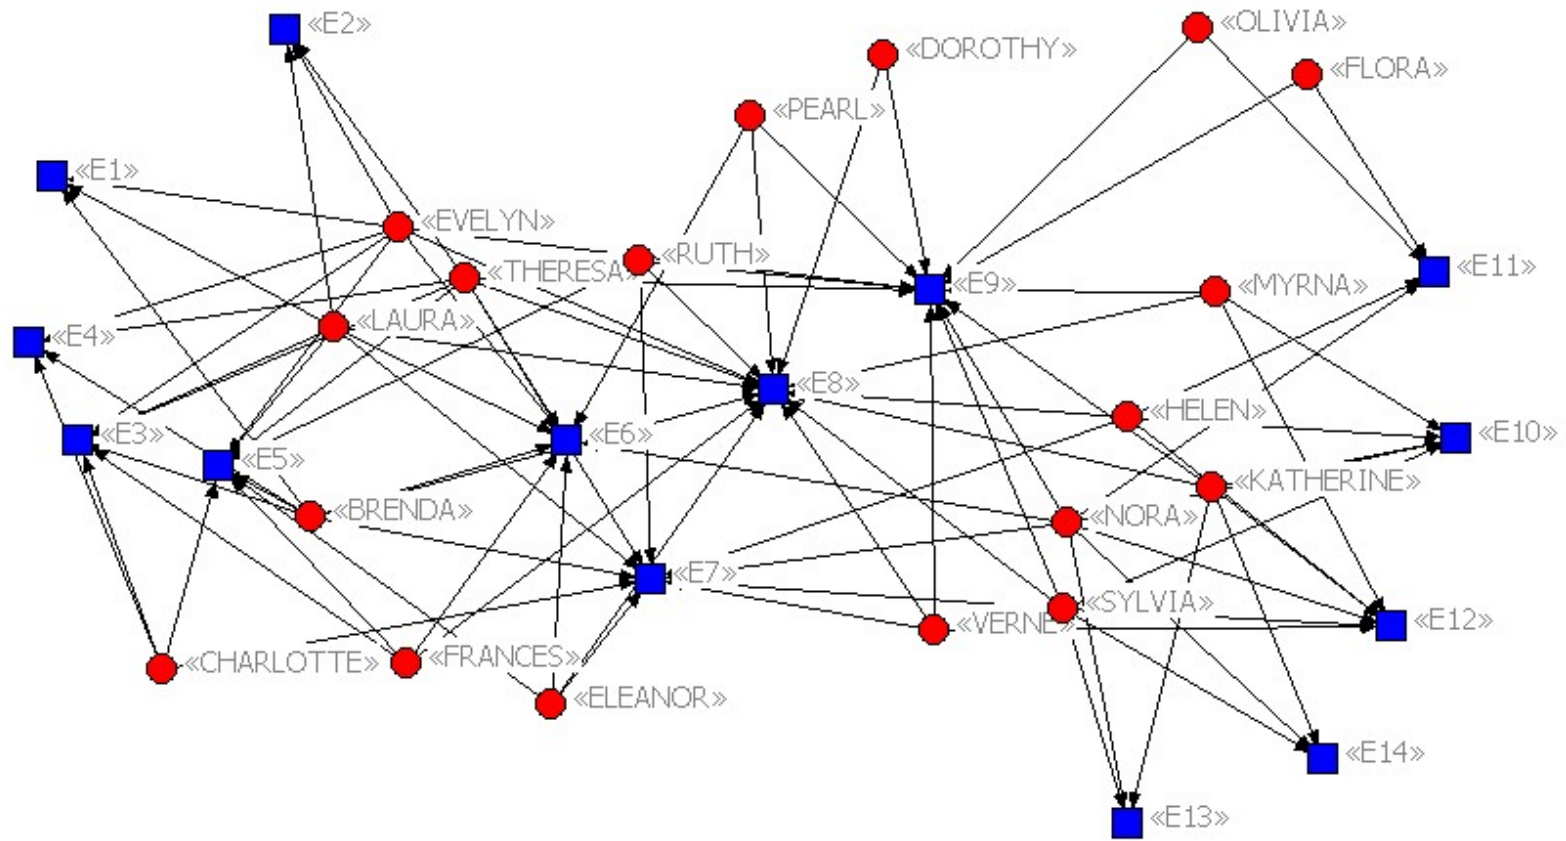 «E2»
«OLIVIA»
«DOROTHY»
«FLORA»
«PEARL»
«E1»
«EVELYN»
«RUTH»
«THERESA»
«E11»
«E9»
«MYRNA»
«LAURA»
«E4»
«E8»
«HELEN»
«E3»
«E6»
«E10»
«E5»
«KATHERINE»
«BRENDA»
«NORA»
«E7»
«SYLVIA»
«E12»
«VERNE»
«CHARLOTTE»
«FRANCES»
«ELEANOR»
«E14»
«E13»